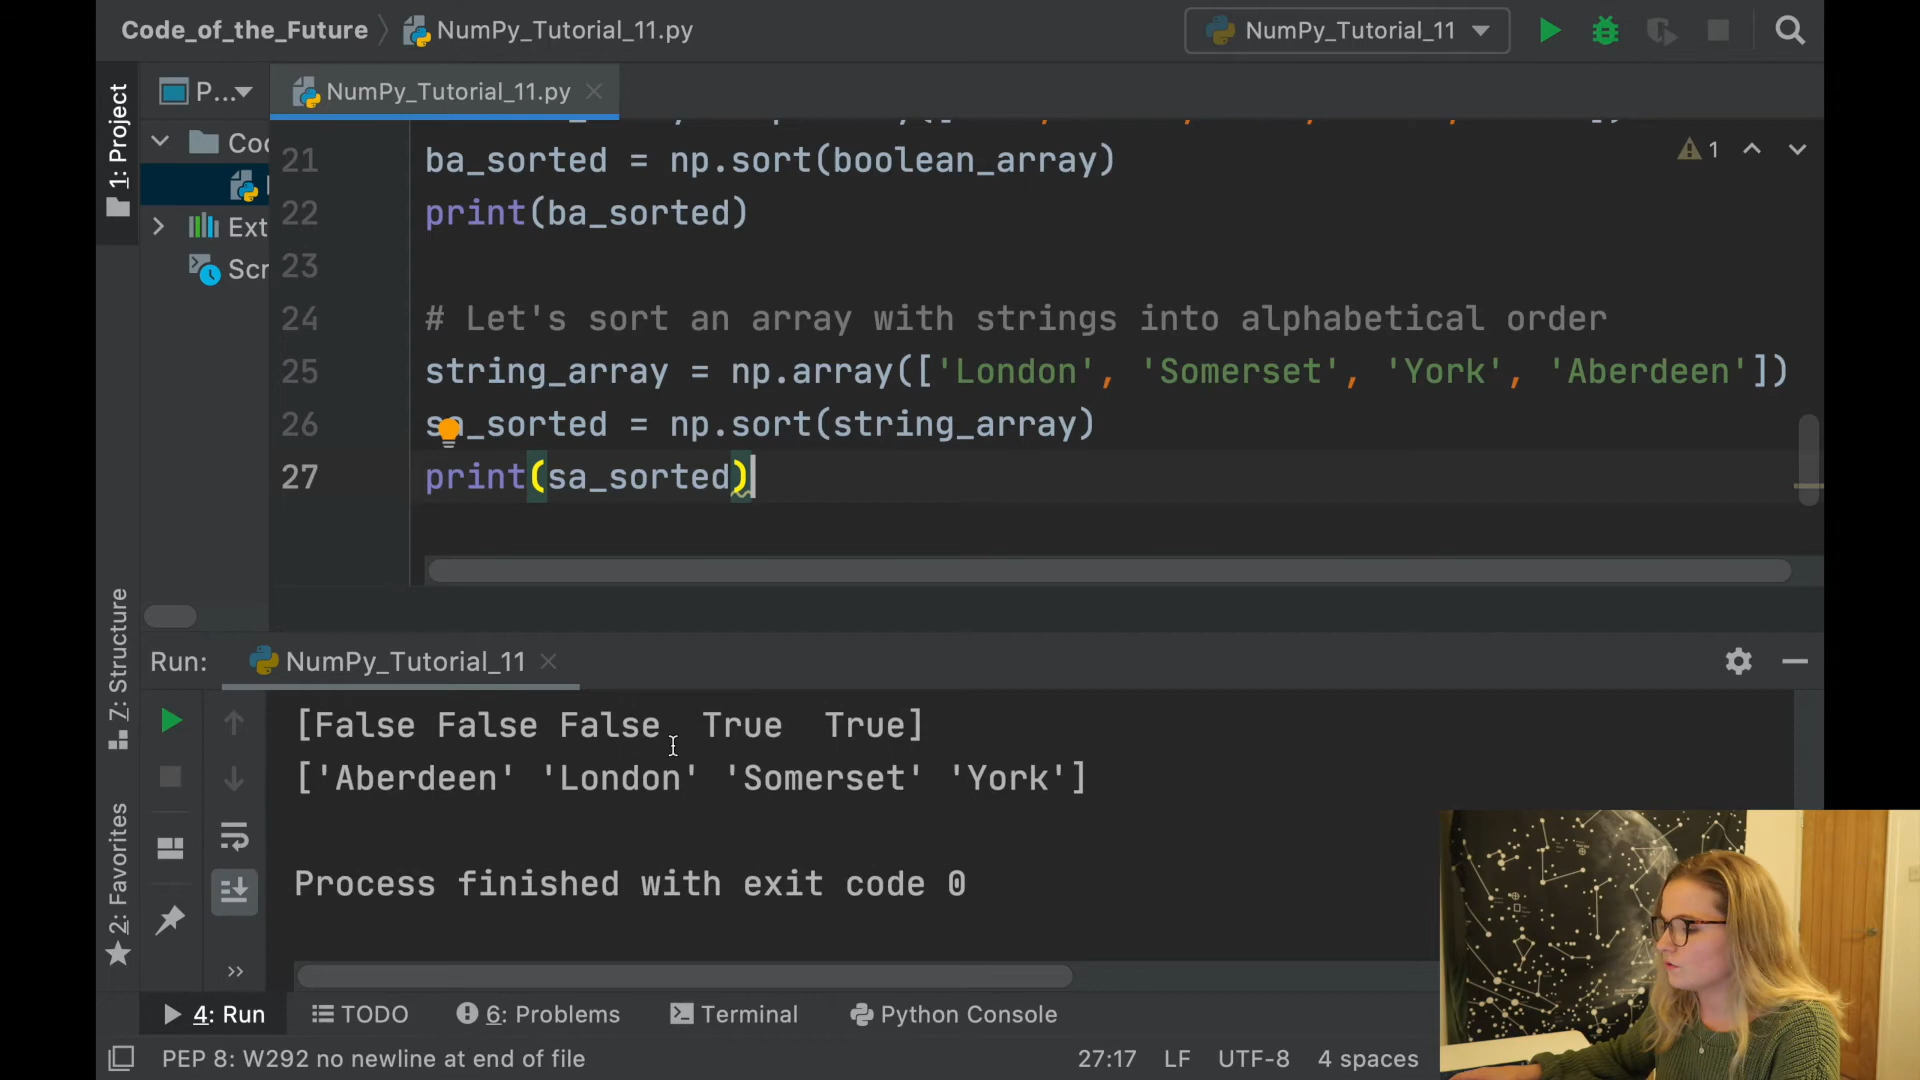 Code_of_the_Future NumPy_Tutorial_11.py NumPy_Tutorial_11
1: Project P... NumPy_Tutorial_11.py
Coc
Ext
Scr
1
21 ba_sorted = np.sort(boolean_array)
22 print(ba_sorted)
23
24 # Let's sort an array with strings into alphabetical order
25 string_array = np.array(['London', 'Somerset', 'York', 'Aberdeen'])
26 sa_sorted = np.sort(string_array)
27 print(sa_sorted)
7: Structure
2: Favorites
Run: NumPy_Tutorial_11
[False False False  True  True]
['Aberdeen' 'London' 'Somerset' 'York']
Process finished with exit code 0
4: Run TODO 6: Problems Terminal Python Console
PEP 8: W292 no newline at end of file 27:17 LF UTF-8 4 spaces